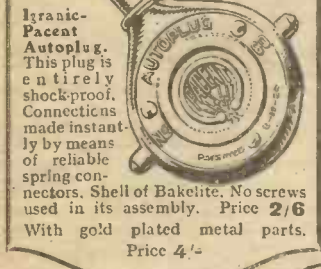 Igranic-
Pacent
Autoplug.
This plug is
entirely
shock-proof.
Connections
made instant-
ly by means
of reliable
spring con-
nectors. Shell of Bakelite. No screws
used in its assembly. Price 2/6
With gold plated metal parts.
Price 4/-
AUTOPLUG